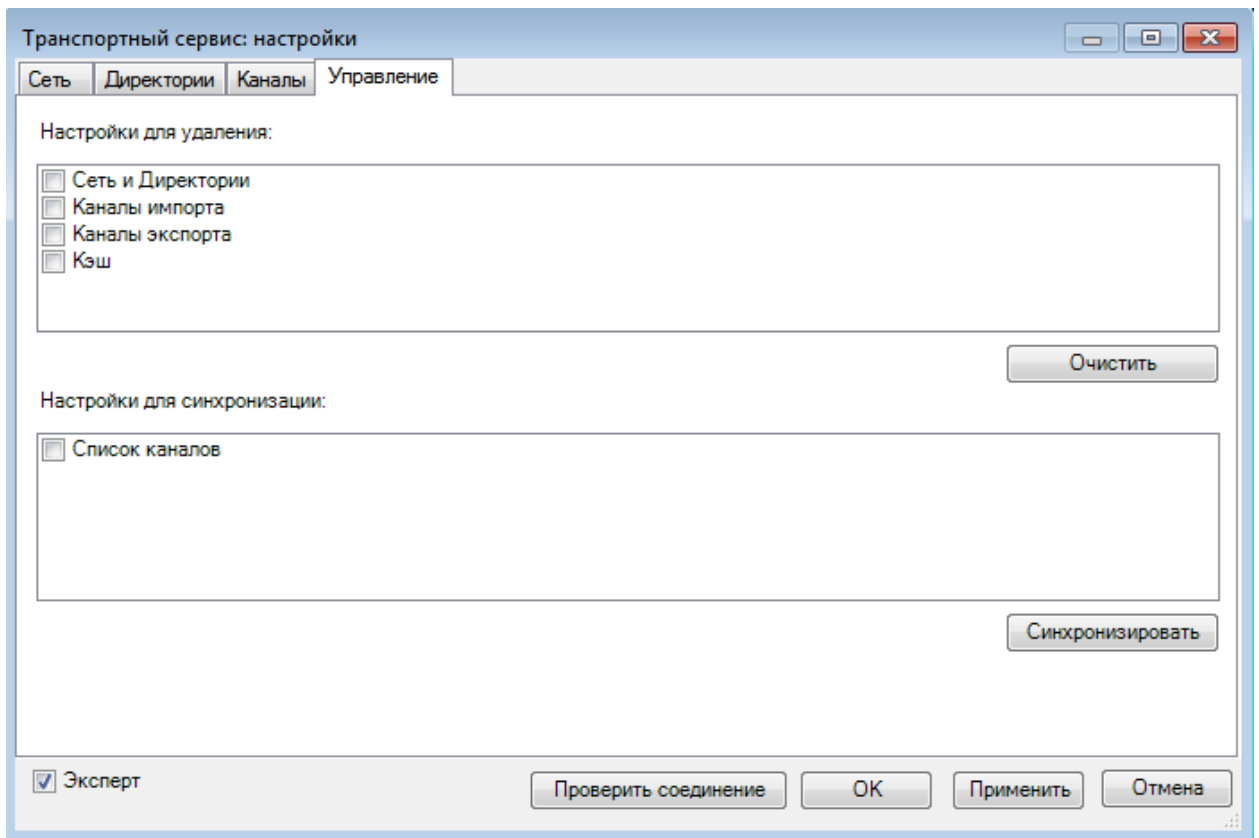 Транспортный сервис: настройки
Сеть Директории Каналы Управление
Настройки для удаления:
Сеть и Директории
Каналы импорта
Каналы экспорта
Кэш
Очистить
Настройки для синхронизации:
Список каналов
Синхронизировать
Эксперт Проверить соединение OK Применить Отмена